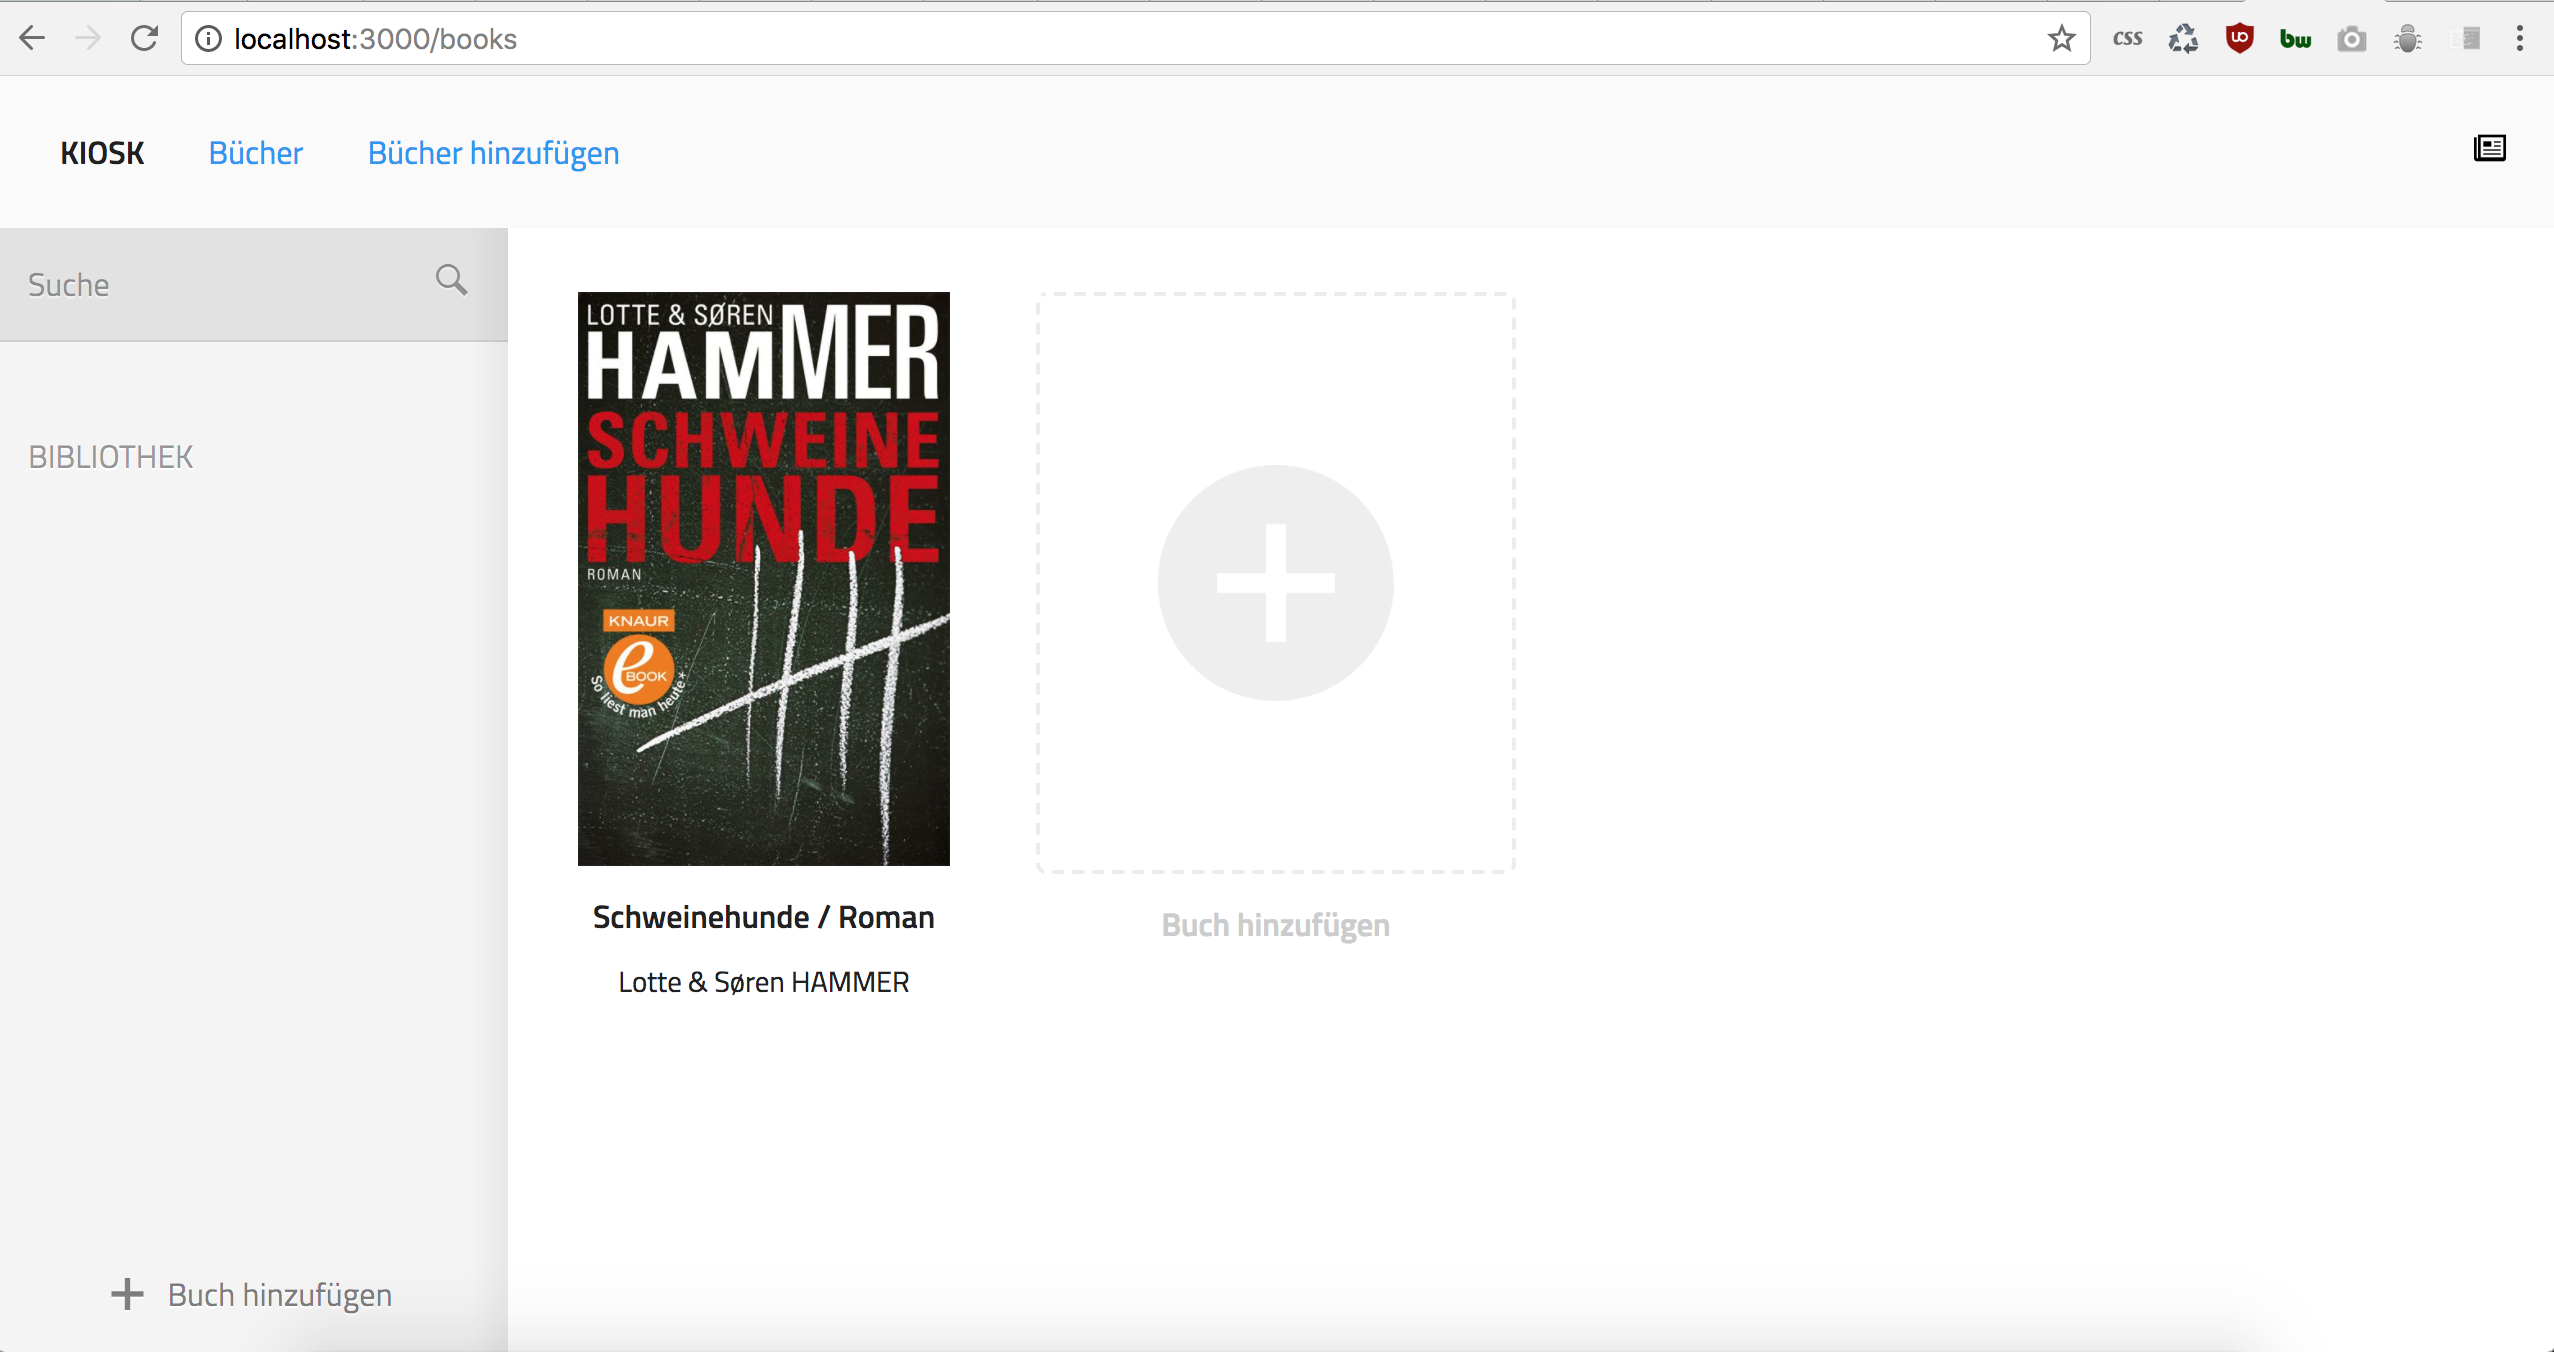 localhost:3000/books
css
bw
KIOSK Bücher Bücher hinzufügen
Suche
BIBLIOTHEK
LOTTE & SØREN
HAMMER
SCHWEINE
HUNDE
ROMAN
KNAUR
e
BOOK
So liest man heute*
Schweinehunde / Roman
Lotte & Søren HAMMER
Buch hinzufügen
Buch hinzufügen